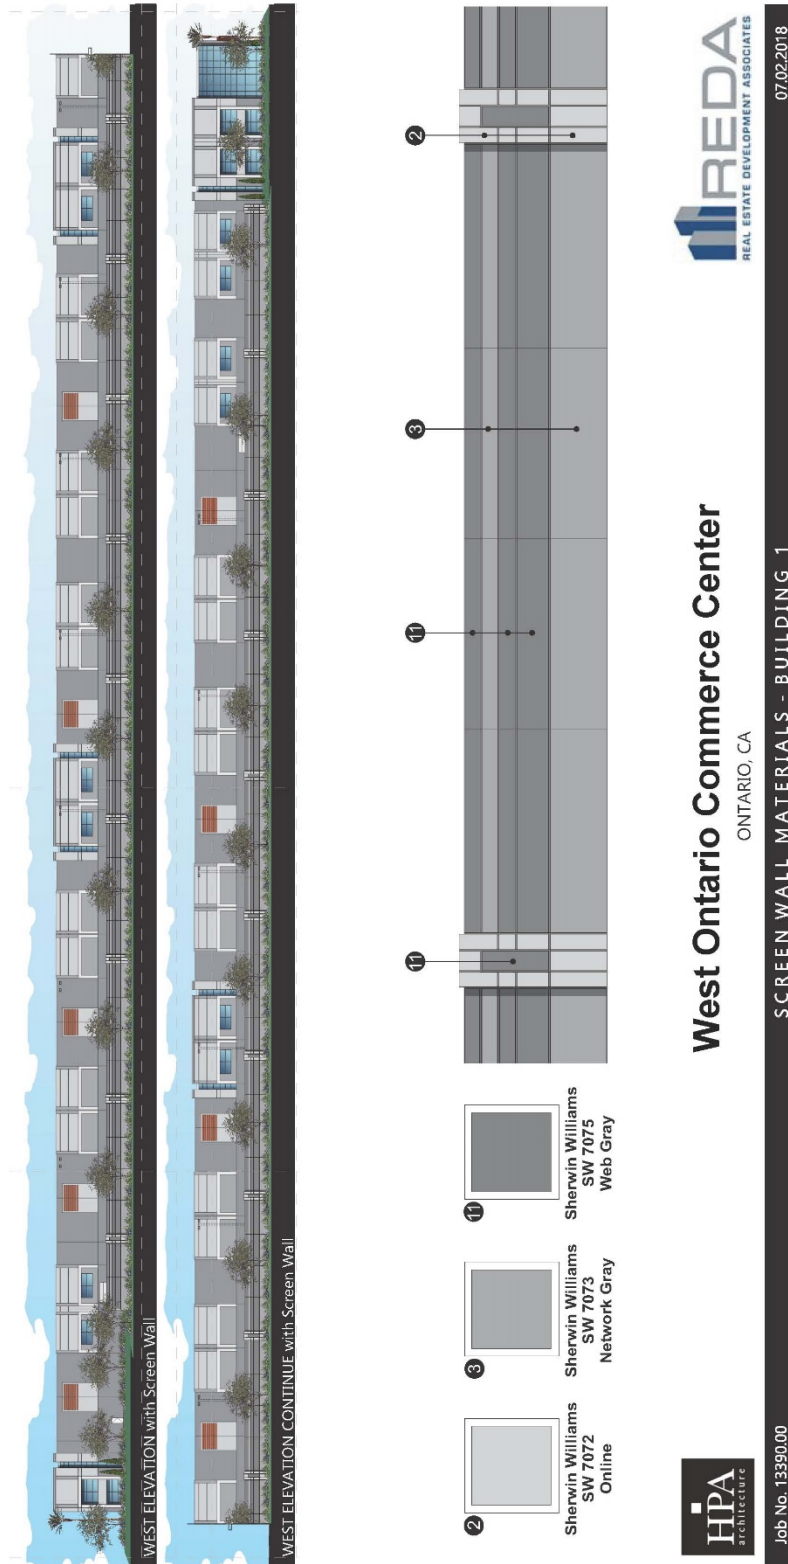 WEST ELEVATION with Screen Wall
WEST ELEVATION CONTINUE with Screen Wall
2
Sherwin Williams
SW 7072
Online
3
Sherwin Williams
SW 7073
Network Gray
11
Sherwin Williams
SW 7075
Web Gray
11
11
3
2
HPA
architecture
West Ontario Commerce Center
ONTARIO, CA
REDA
REAL ESTATE DEVELOPMENT ASSOCIATES
Job No. 13390.00
SCREEN WALL MATERIALS - BUILDING 1
07.02.2018